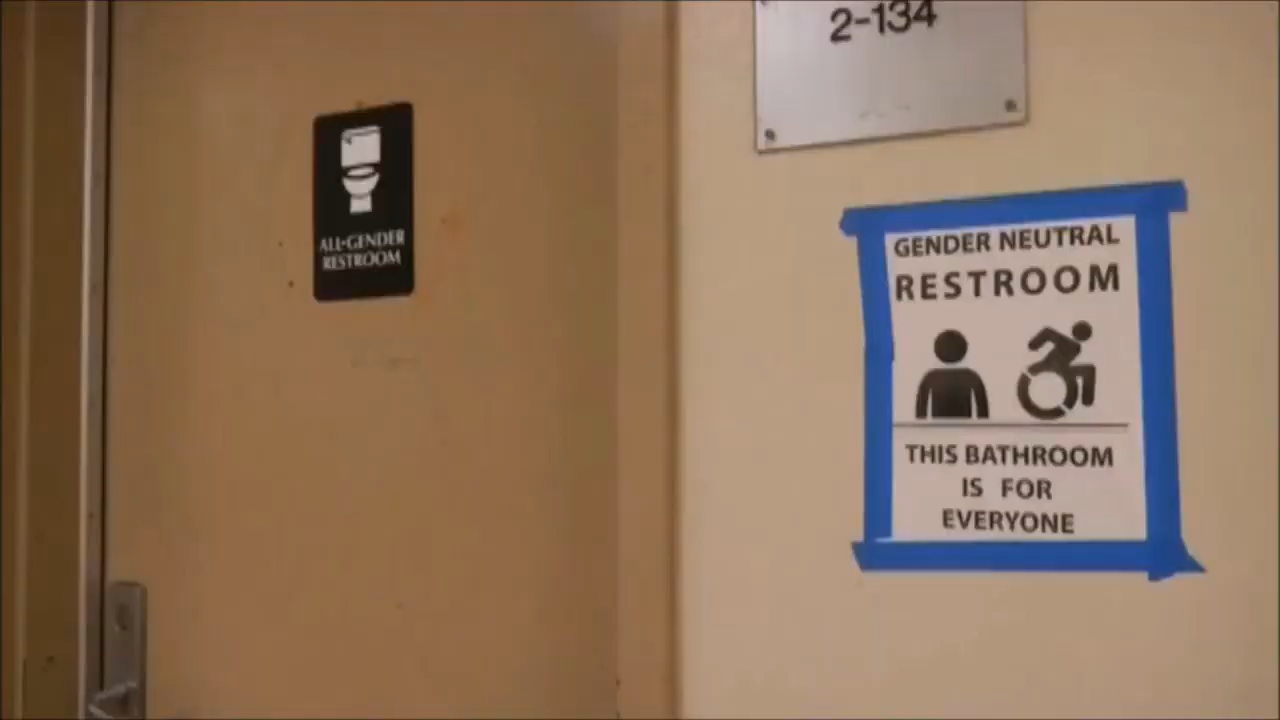 ALL-GENDER
RESTROOM
2-134
GENDER NEUTRAL
RESTROOM
THIS BATHROOM
IS FOR
EVERYONE